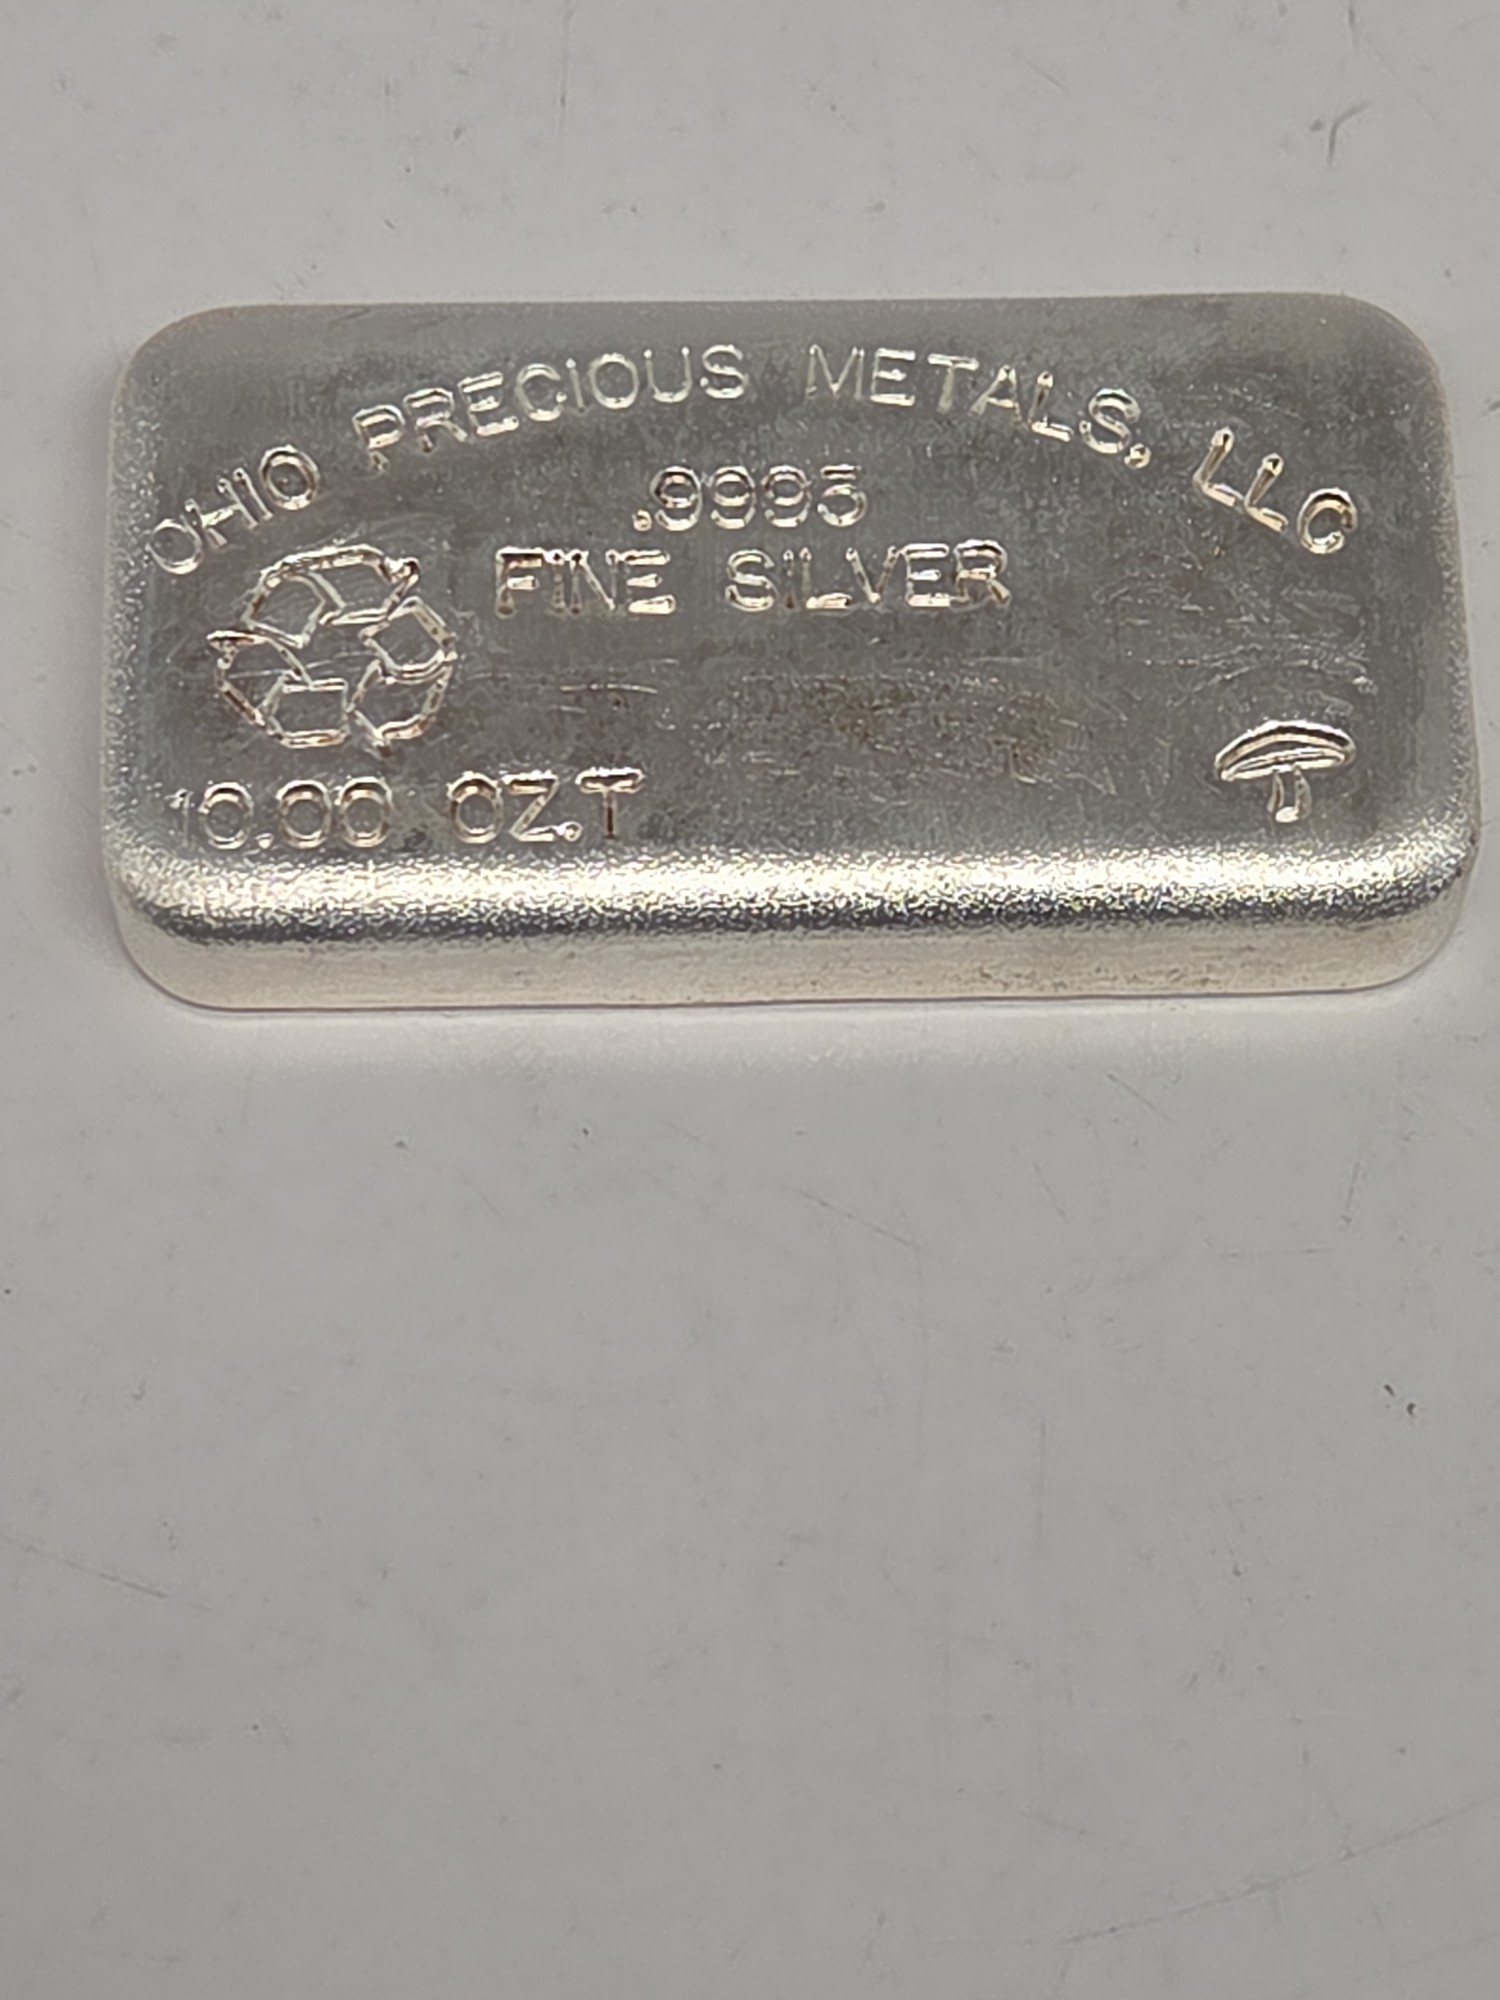 OHIO PRECIOUS METALS, LLC
.9995
FINE SILVER
10.00 OZ.T